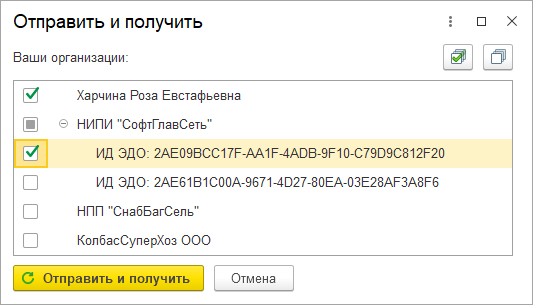 Отправить и получить
Ваши организации:
Харчина Роза Евстафьевна
НИПИ "СофтГлавСеть"
ИД ЭДО: 2AE09BCC17F-AA1F-4ADB-9F10-C79D9C812F20
ИД ЭДО: 2AE61B1C00A-9671-4D27-80EA-03E28AF3A8F6
НПП "СнабБагСель"
КолбасСуперХоз ООО
Отправить и получить Отмена